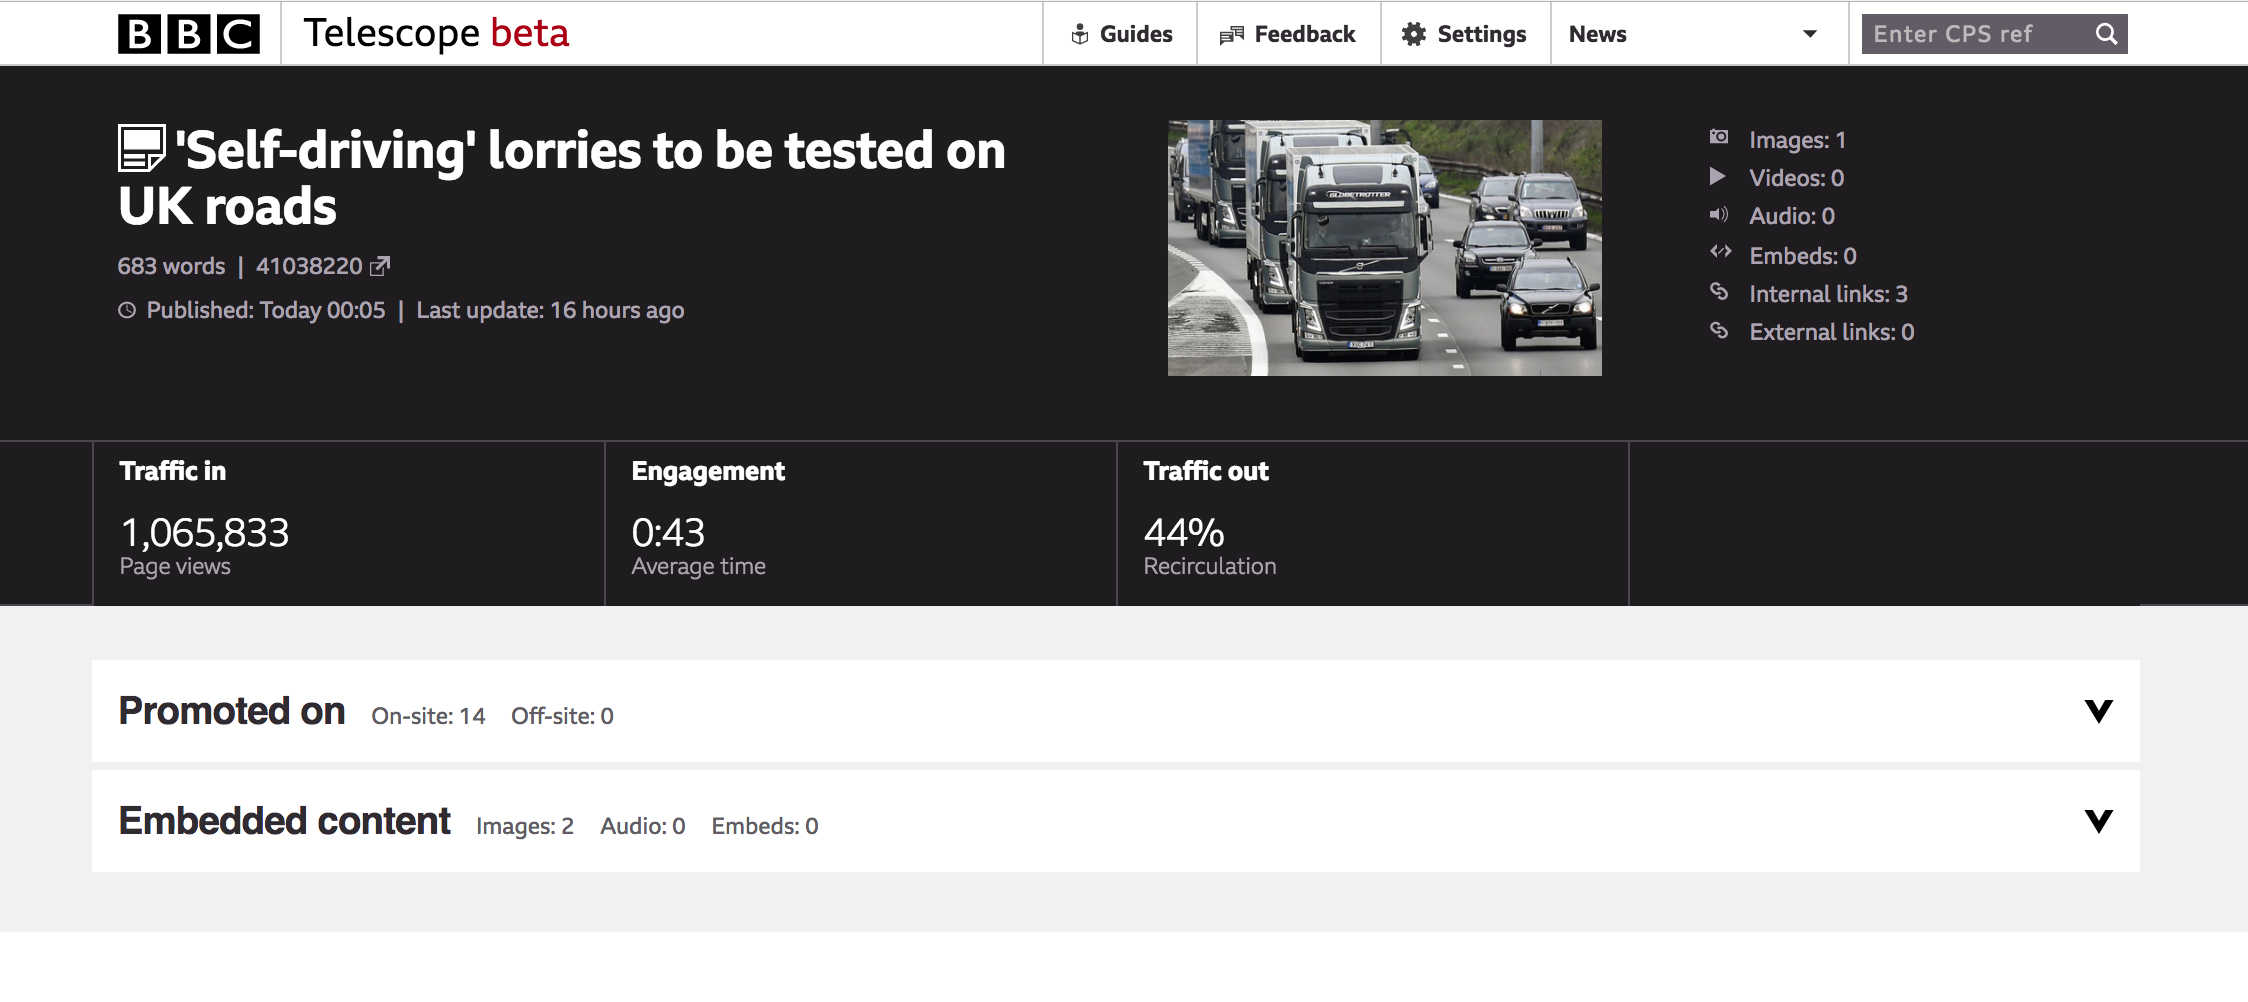 BBC Telescope beta Guides Feedback Settings News Enter CPS ref
'Self-driving' lorries to be tested on
UK roads
683 words | 41038220
Published: Today 00:05 | Last update: 16 hours ago
GLOBETROTTER
Images: 1
Videos: 0
Audio: 0
Embeds: 0
Internal links: 3
External links: 0
Traffic in
1,065,833
Page views
Engagement
0:43
Average time
Traffic out
44%
Recirculation
Promoted on On-site: 14 Off-site: 0
Embedded content Images: 2 Audio: 0 Embeds: 0